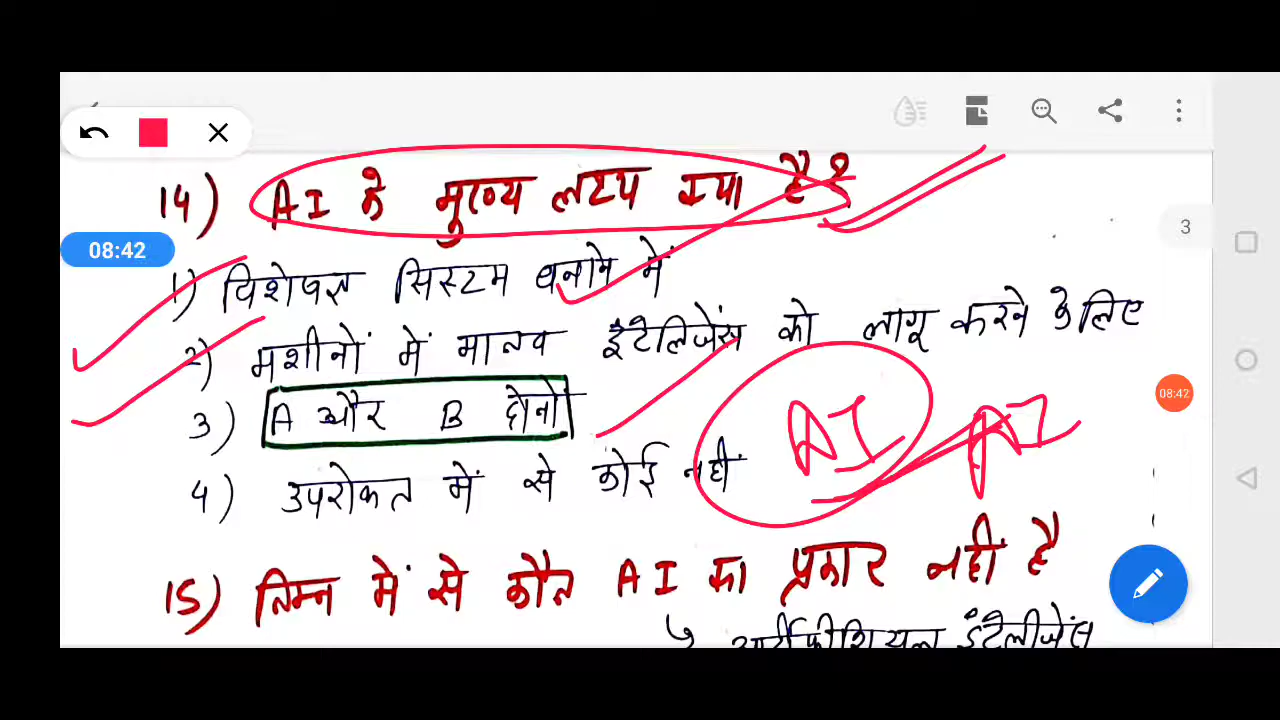 3
14) AI के मुख्य लक्ष्य क्या है ?
08:42
1) विशेषज्ञ सिस्टम बनाने में
2) मशीनों में मानव इंटेलिजेंस को लागू करने के लिए
3) A और B दोनों
AI AI
08:42
4) उपरोक्त में से कोई नहीं
15) निम्न में से कौन AI का प्रकार नहीं है
आर्टीफीशियल इंटेलीजेंस